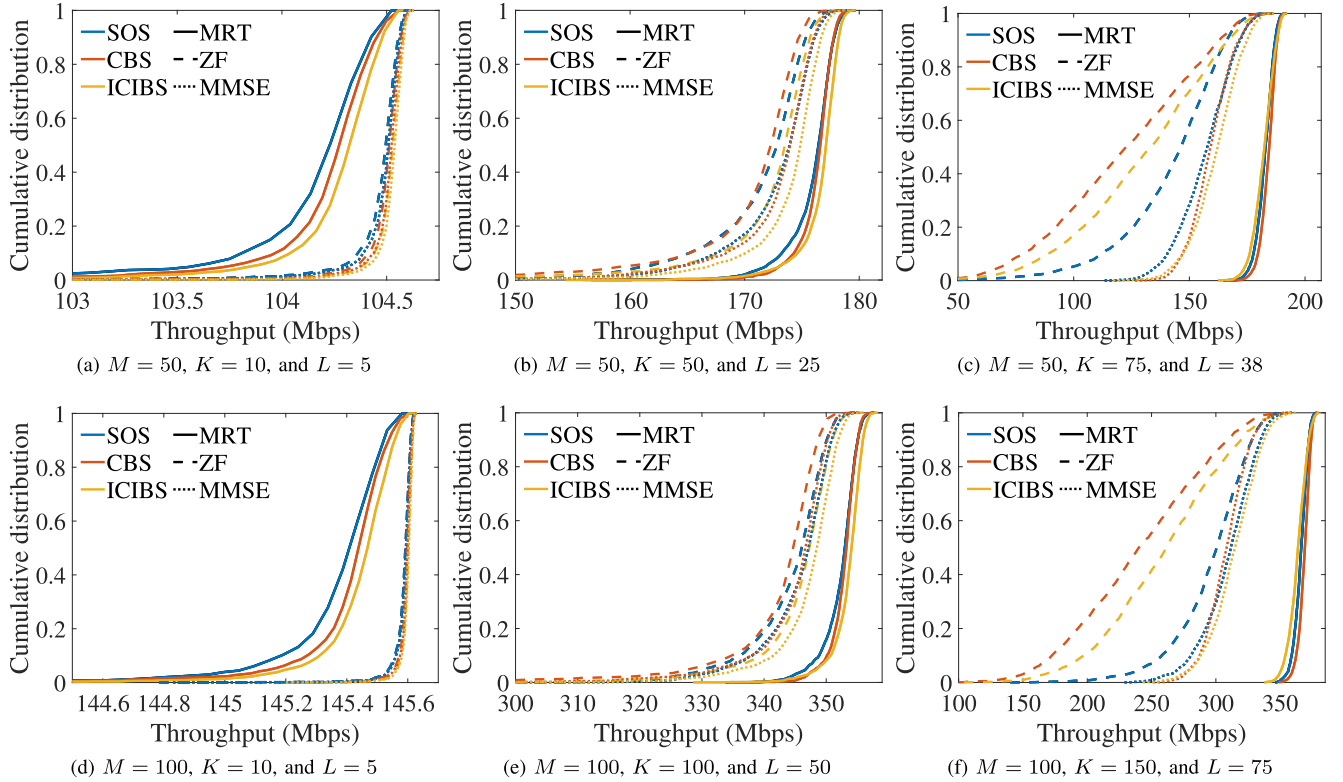 Cumulative distribution
1
0.8
0.6
0.4
0.2
0
SOS MRT
CBS ZF
ICIBS MMSE
103 103.5 104 104.5
Throughput (Mbps)
(a) M = 50, K = 10, and L = 5
Cumulative distribution
1
0.8
0.6
0.4
0.2
0
SOS MRT
CBS ZF
ICIBS MMSE
150 160 170 180
Throughput (Mbps)
(b) M = 50, K = 50, and L = 25
Cumulative distribution
1
0.8
0.6
0.4
0.2
0
SOS MRT
CBS ZF
ICIBS MMSE
50 100 150 200
Throughput (Mbps)
(c) M = 50, K = 75, and L = 38
Cumulative distribution
1
0.8
0.6
0.4
0.2
0
SOS MRT
CBS ZF
ICIBS MMSE
144.6 144.8 145 145.2 145.4 145.6
Throughput (Mbps)
(d) M = 100, K = 10, and L = 5
Cumulative distribution
1
0.8
0.6
0.4
0.2
0
SOS MRT
CBS ZF
ICIBS MMSE
300 310 320 330 340 350
Throughput (Mbps)
(e) M = 100, K = 100, and L = 50
Cumulative distribution
1
0.8
0.6
0.4
0.2
0
SOS MRT
CBS ZF
ICIBS MMSE
100 150 200 250 300 350
Throughput (Mbps)
(f) M = 100, K = 150, and L = 75